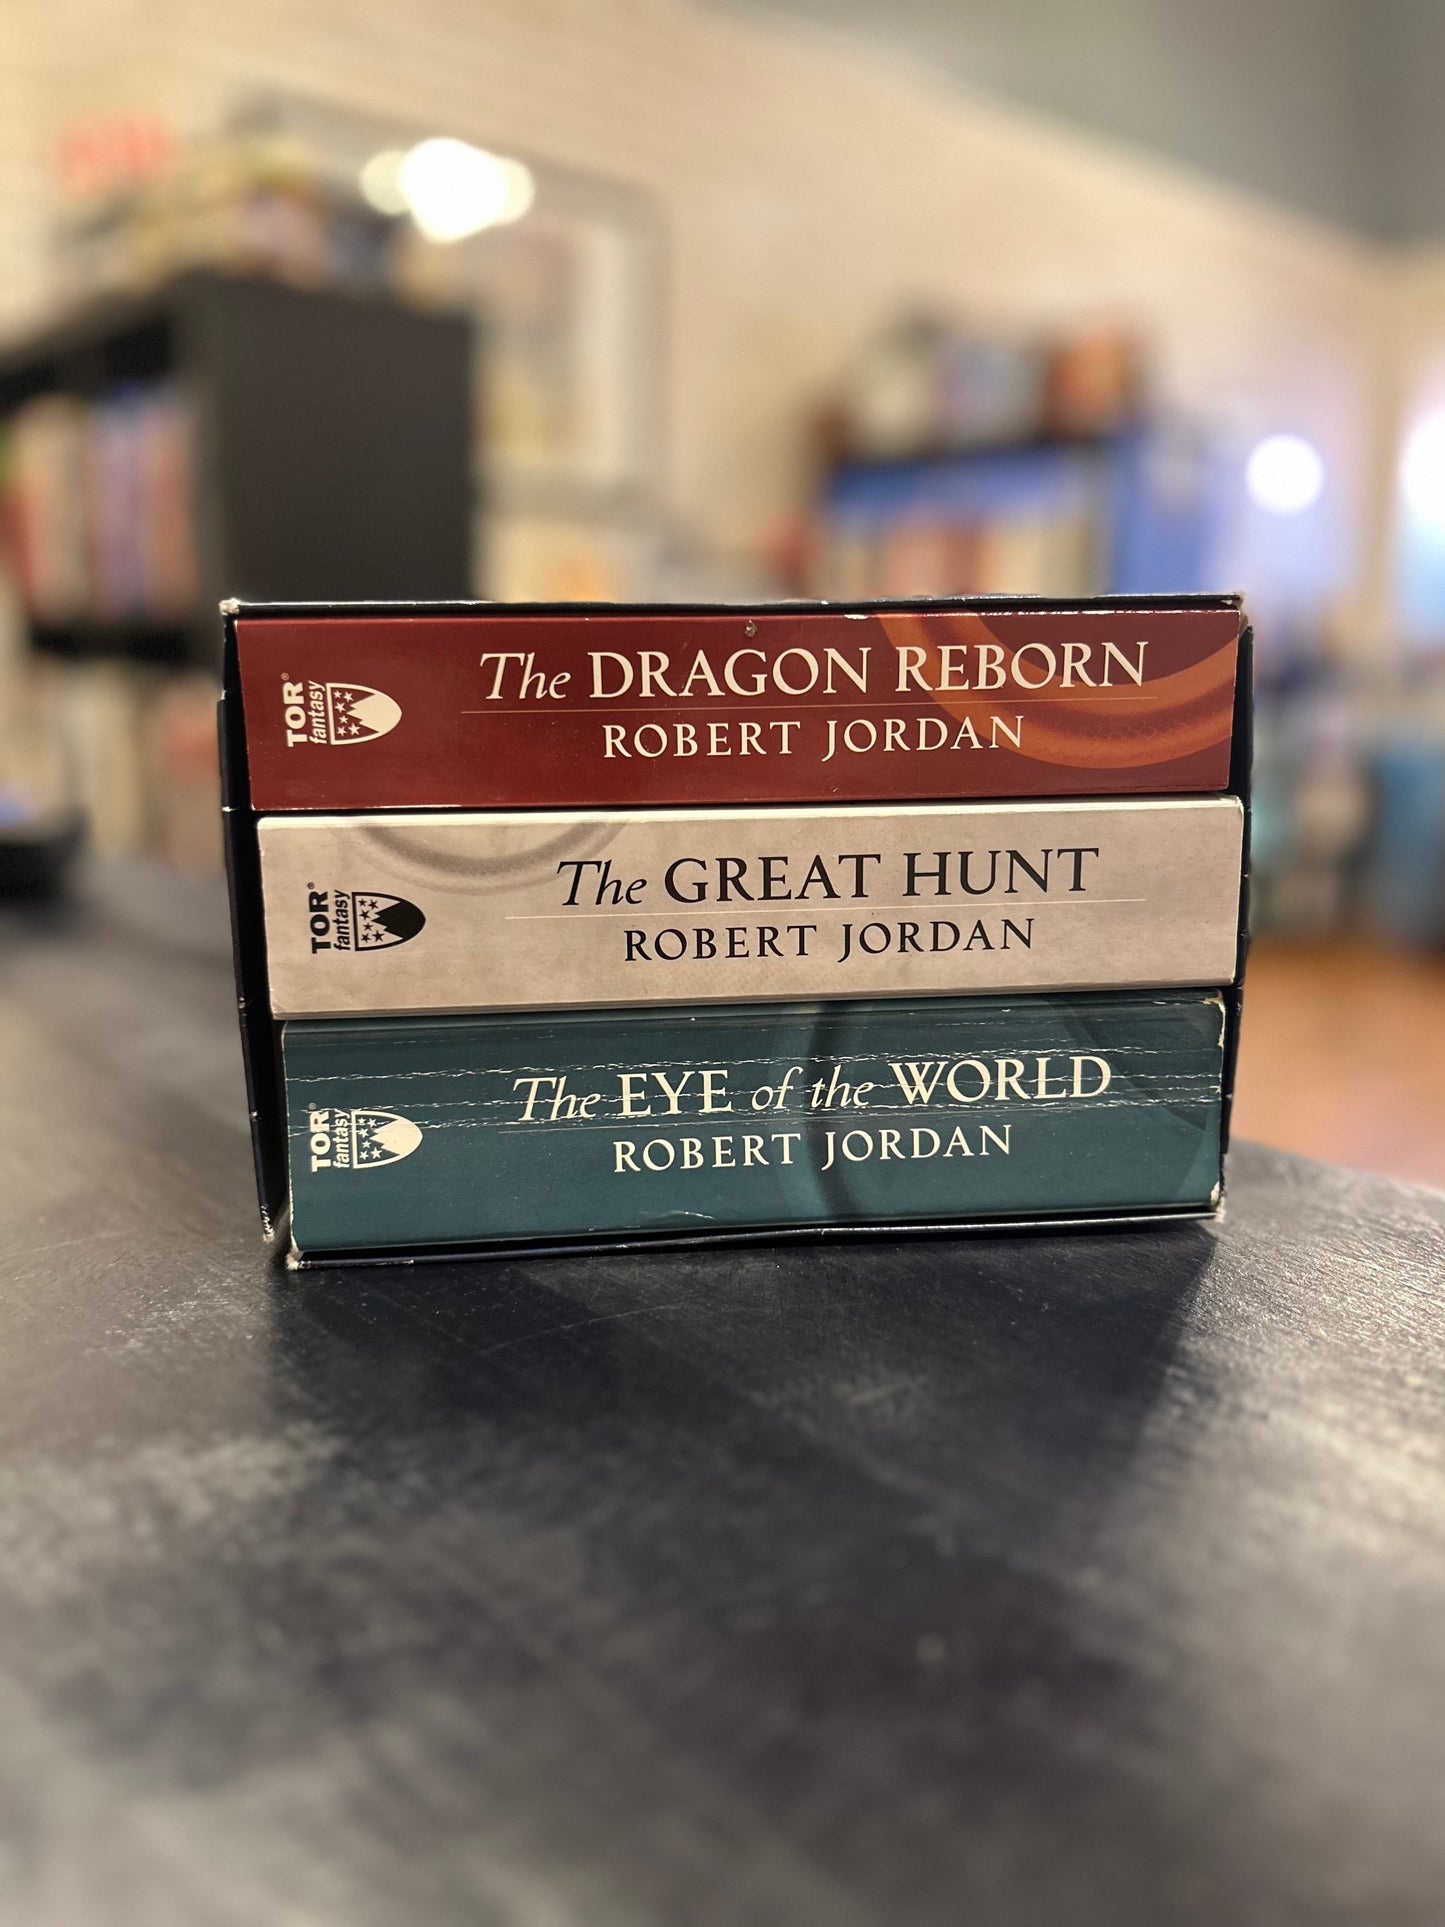 The DRAGON REBORN
ROBERT JORDAN
TOR®
fantasy
The GREAT HUNT
ROBERT JORDAN
TOR®
fantasy
The EYE of the WORLD
ROBERT JORDAN
TOR®
fantasy